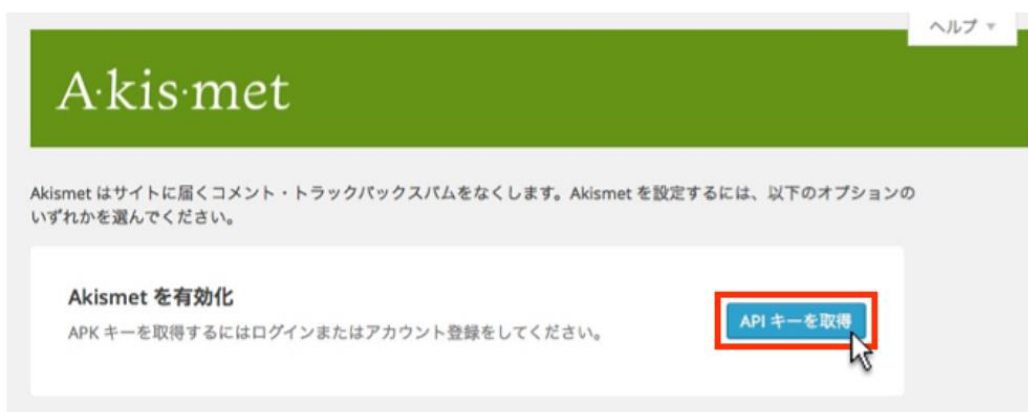 ヘルプ ▼
A·kis·met
Akismet はサイトに届くコメント・トラックバックスパムをなくします。Akismet を設定するには、以下のオプションの
いずれかを選んでください。
Akismet を有効化
APK キーを取得するにはログインまたはアカウント登録をしてください。
API キーを取得